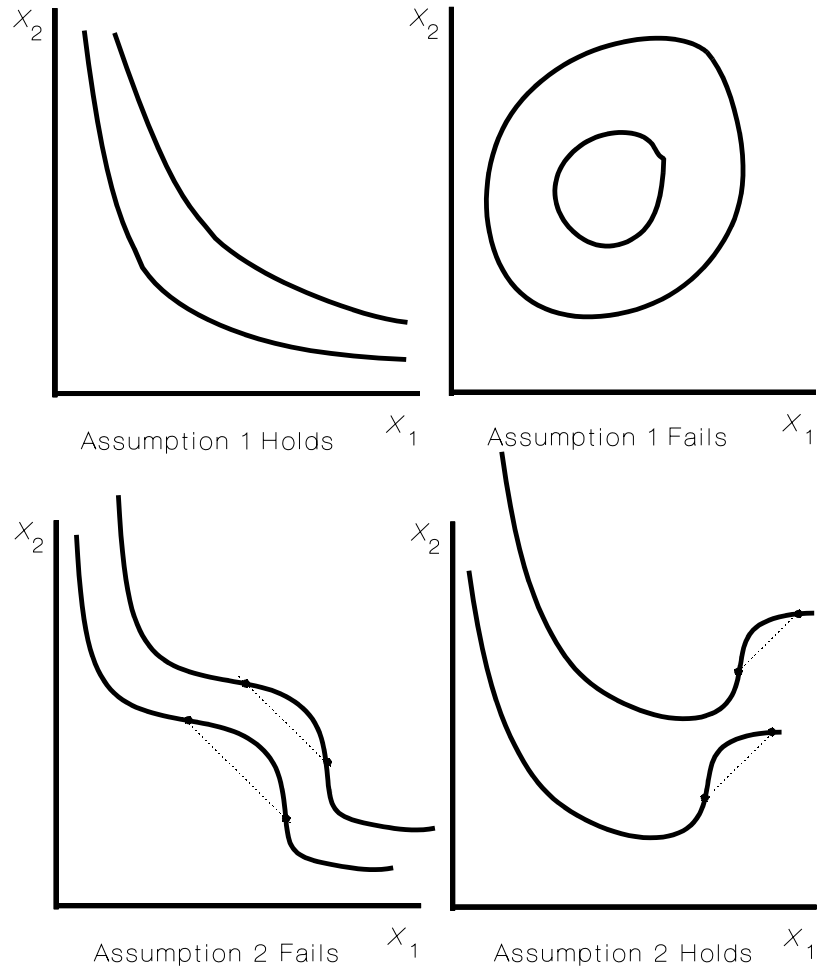 X2
X1
Assumption 1 Holds
X2
X1
Assumption 1 Fails
X2
X1
Assumption 2 Fails
X2
X1
Assumption 2 Holds